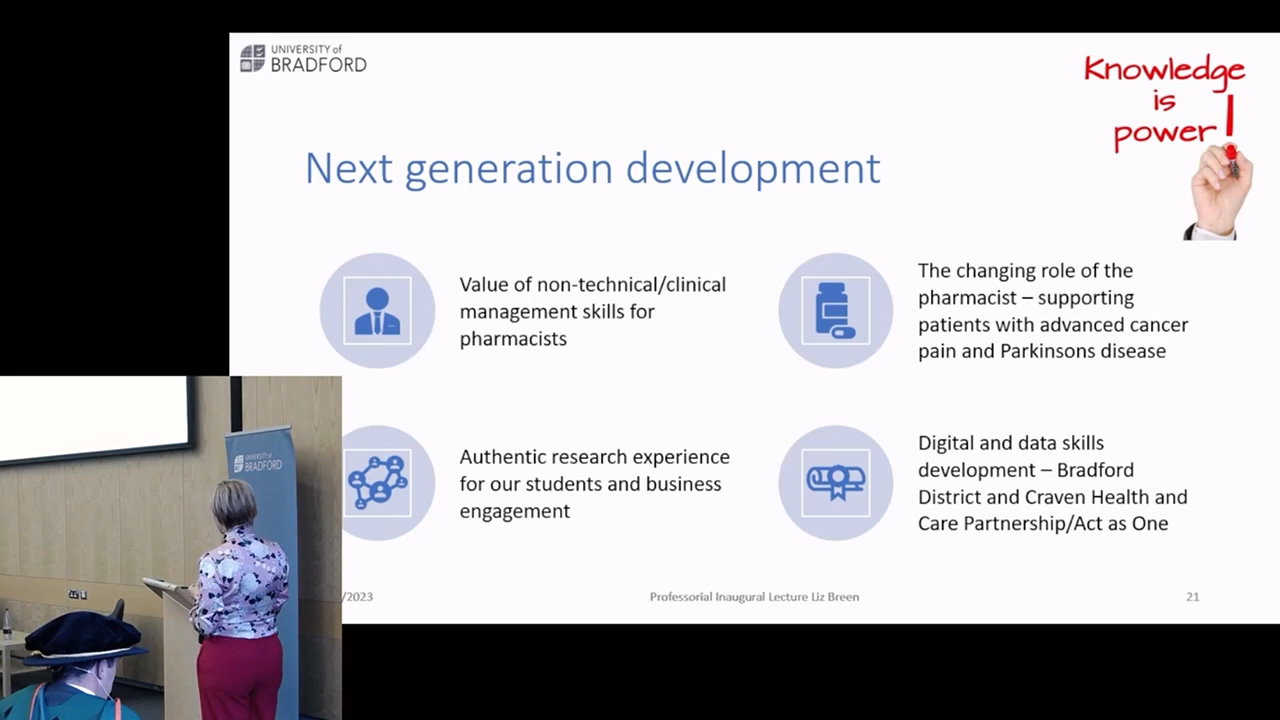 UNIVERSITY of
BRADFORD
Knowledge
is
power!
Next generation development
Value of non-technical/clinical
management skills for
pharmacists
The changing role of the
pharmacist – supporting
patients with advanced cancer
pain and Parkinsons disease
Authentic research experience
for our students and business
engagement
Digital and data skills
development – Bradford
District and Craven Health and
Care Partnership/Act as One
/2023
Professorial Inaugural Lecture Liz Breen
21
UNIVERSITY of
BRADFORD